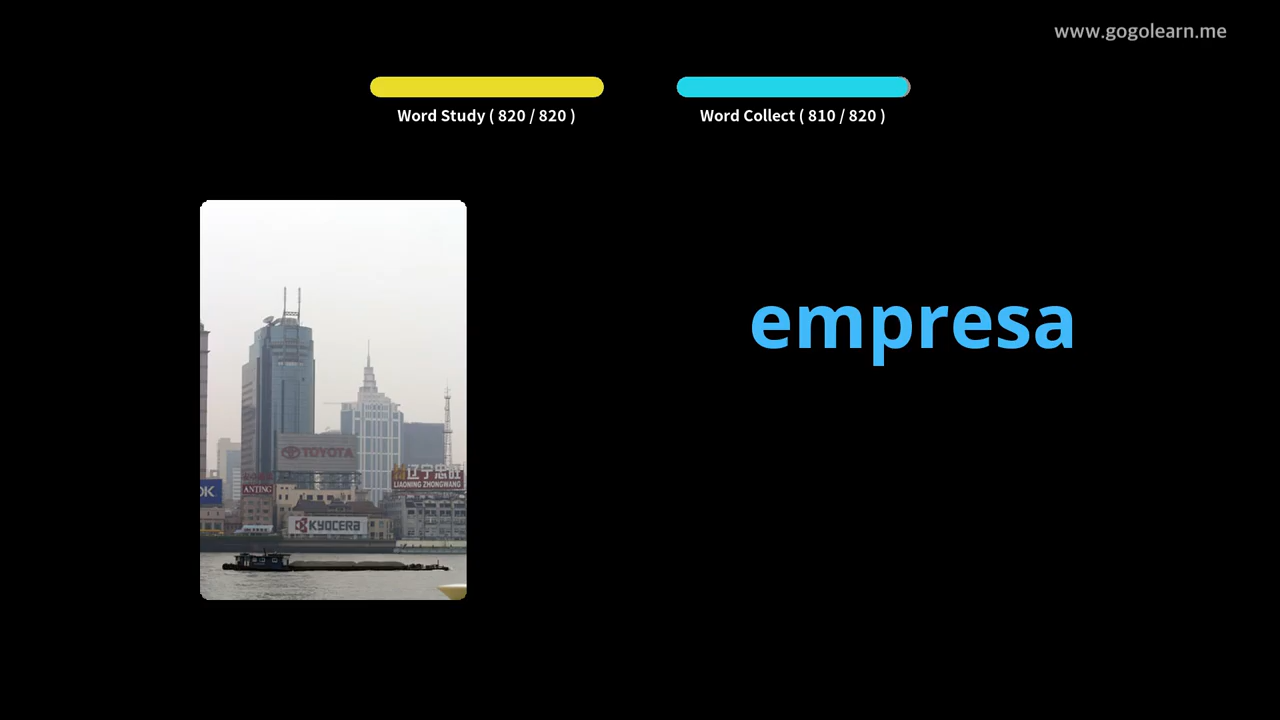 www.gogolearn.me
Word Study ( 820 / 820 )
Word Collect ( 810 / 820 )
empresa
TOYOTA
辽宁忠旺
LIAONING ZHONGWANG
OK
ANTING
KYOCERA